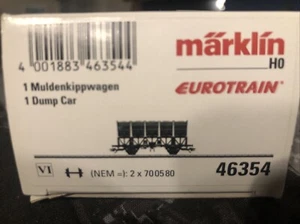 märklin
H0
4 001883 463544
EUROTRAIN
1 Muldenkippwagen
1 Dump Car
VI (NEM =): 2 x 700580
46354